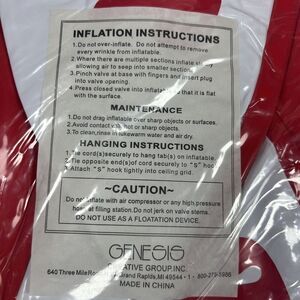 INFLATION INSTRUCTIONS
1.Do not over-inflate. Do not attempt to remove
every wrinkle from inflatable.
2.Where there are multiple sections inflate slowly
allowing air to seep into smaller sections.
3.Pinch valve at base with fingers and insert plug
into valve opening.
4.Press closed valve into inflatable so that it is flat
with the surface.
MAINTENANCE
1.Do not drag inflatable over sharp objects or surfaces.
2.Avoid contact with hot or sharp objects.
3.To clean,rinse in lukewarm water and air dry.
HANGING INSTRUCTIONS
1.Tie cord(s)securely to hang tab(s) on inflatable.
2.Tie opposite end(s)of cord securely to "S" hook(s)
3.Attach "S" hook tightly into ceiling grid.
~CAUTION~
Do not inflate with air compressor or any high pressure
hose at filling station.Do not jerk on valve stems.
DO NOT USE AS A FLOATATION DEVICE.
GENESIS
CREATIVE GROUP INC.
640 Three Mile Grand Rapids,MI 49544 - 1 - 800-279-5986
MADE IN CHINA